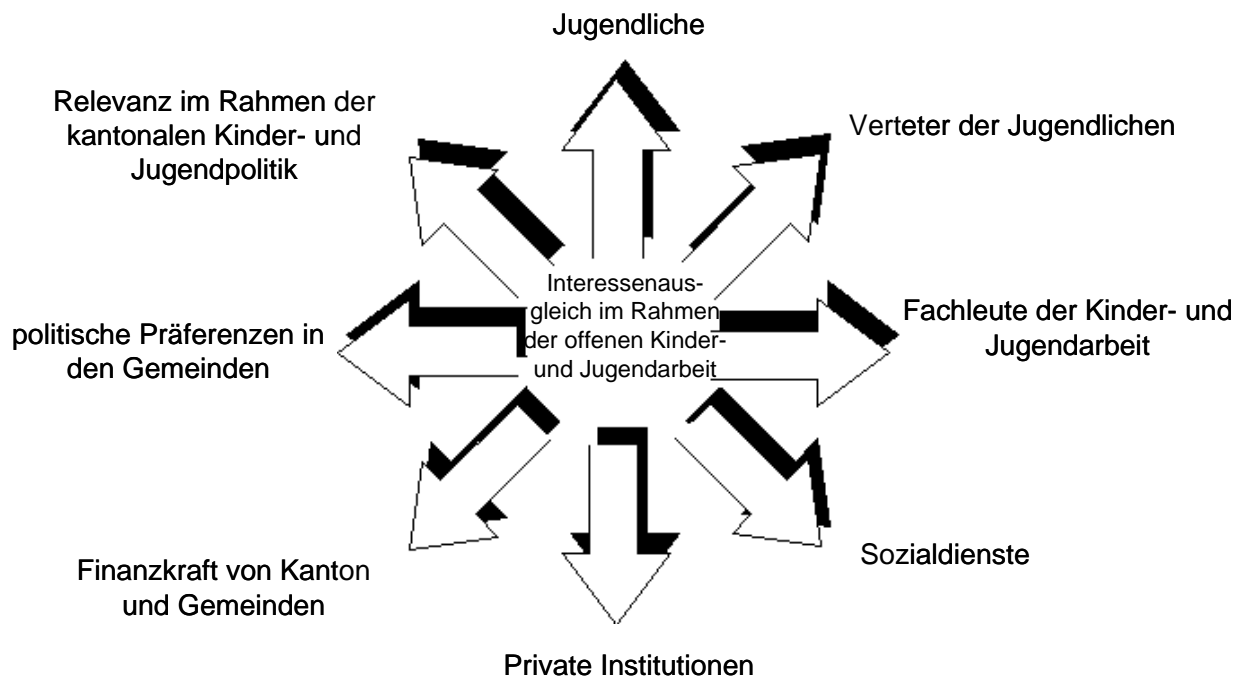 Jugendliche
Relevanz im Rahmen der
kantonalen Kinder- und
Jugendpolitik
Verteter der Jugendlichen
Interessenaus-
gleich im Rahmen
der offenen Kinder-
und Jugendarbeit
politische Präferenzen in
den Gemeinden
Fachleute der Kinder- und
Jugendarbeit
Finanzkraft von Kanton
und Gemeinden
Sozialdienste
Private Institutionen